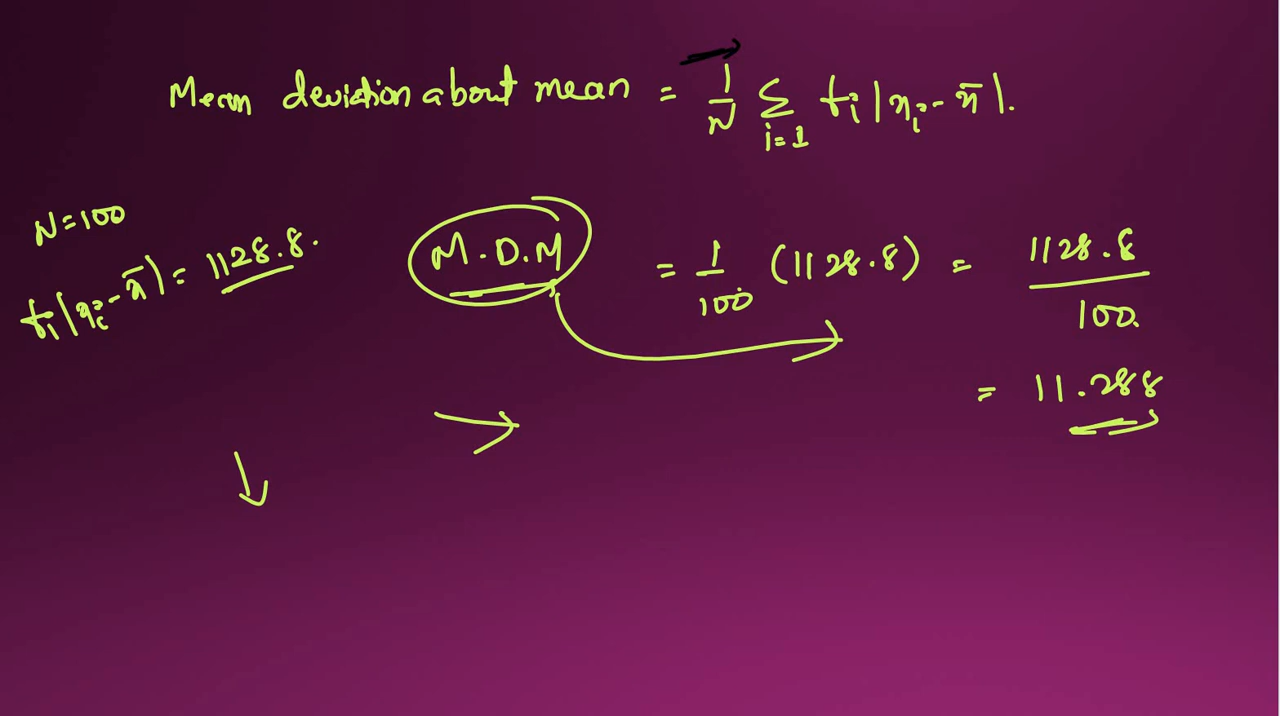 Mean deviation about mean = 1/N Σ i=1 fi |xi - x̄|.
N=100
fi |xi - x̄| = 1128.8.
M.D.M = 1/100 (1128.8) = 1128.8/100.
= 11.288